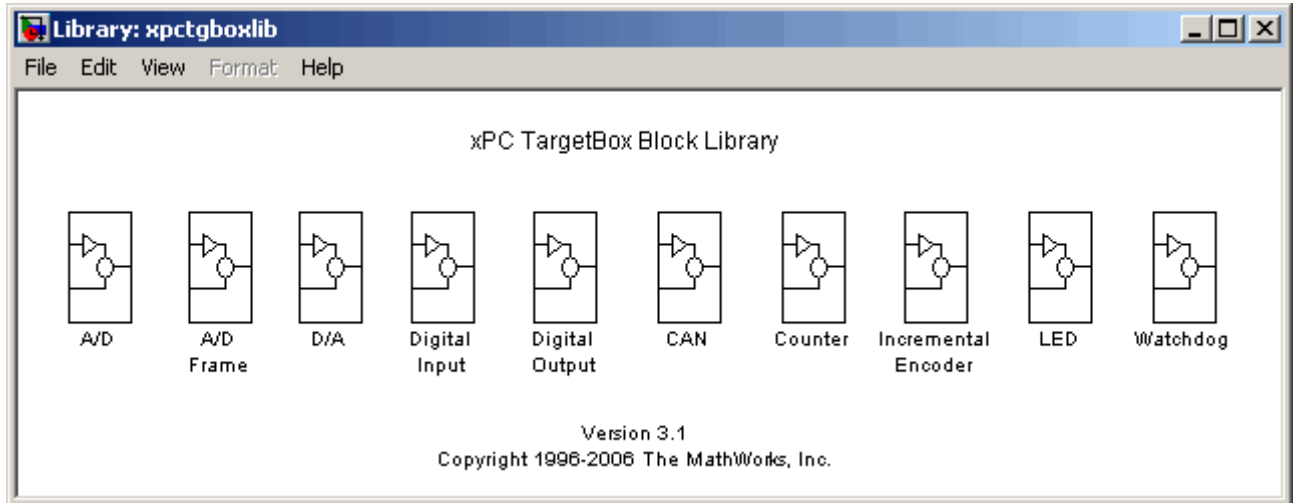 Library: xpctgboxlib
File Edit View Format Help
xPC TargetBox Block Library
A/D
A/D
Frame
D/A
Digital
Input
Digital
Output
CAN
Counter
Incremental
Encoder
LED
Watchdog
Version 3.1
Copyright 1996-2006 The MathWorks, Inc.